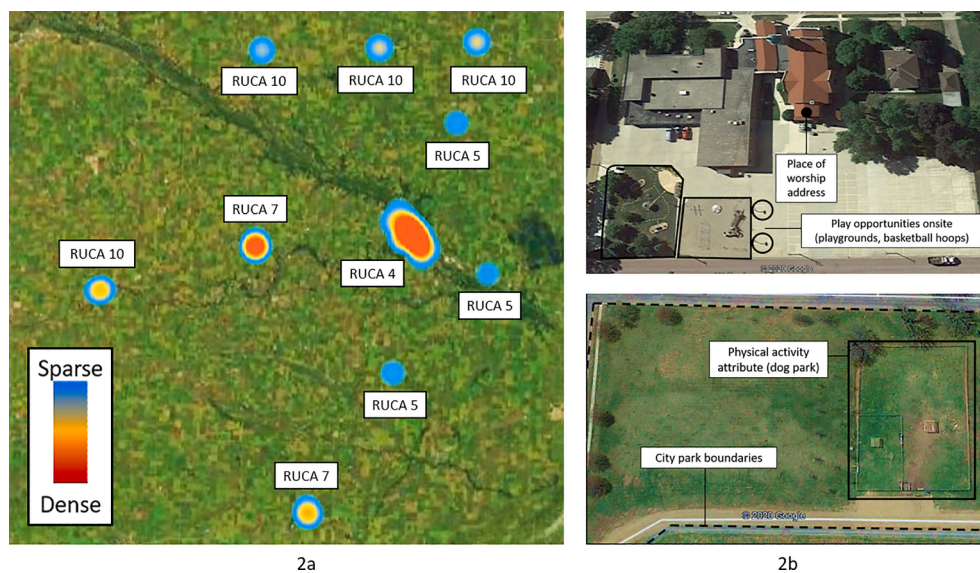 RUCA 10
RUCA 10
RUCA 10
RUCA 5
RUCA 7
RUCA 10
RUCA 4
RUCA 5
RUCA 5
RUCA 7
Sparse
Dense
2a
Place of
worship
address
Play opportunities onsite
(playgrounds, basketball hoops)
© 2020 Google
Physical activity
attribute (dog park)
City park boundaries
© 2020 Google
2b